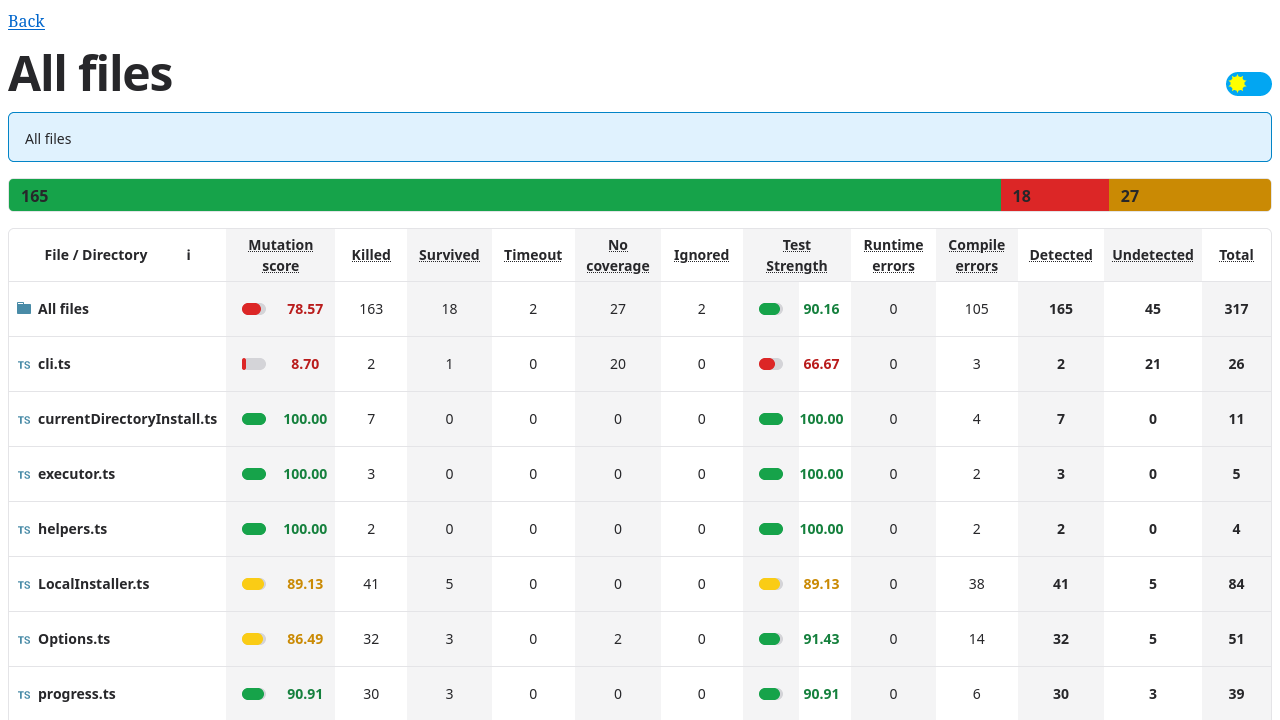 Back
All files
All files
165 18 27
File / Directory i Mutation score Killed Survived Timeout No coverage Ignored Test Strength Runtime errors Compile errors Detected Undetected Total
All files 78.57 163 18 2 27 2 90.16 0 105 165 45 317
TS cli.ts 8.70 2 1 0 20 0 66.67 0 3 2 21 26
TS currentDirectoryInstall.ts 100.00 7 0 0 0 0 100.00 0 4 7 0 11
TS executor.ts 100.00 3 0 0 0 0 100.00 0 2 3 0 5
TS helpers.ts 100.00 2 0 0 0 0 100.00 0 2 2 0 4
TS LocalInstaller.ts 89.13 41 5 0 0 0 89.13 0 38 41 5 84
TS Options.ts 86.49 32 3 0 2 0 91.43 0 14 32 5 51
TS progress.ts 90.91 30 3 0 0 0 90.91 0 6 30 3 39